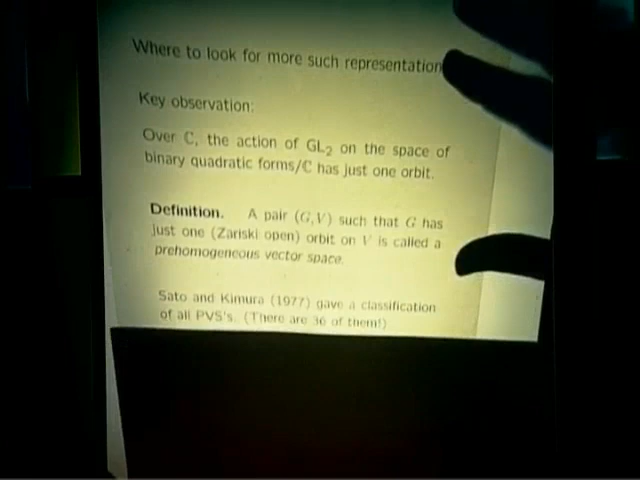 Where to look for more such representation
Key observation:
Over C, the action of GL₂ on the space of
binary quadratic forms/C has just one orbit.
Definition. A pair (G, V) such that G has
just one (Zariski open) orbit on V is called a
prehomogeneous vector space.
Sato and Kimura (1977) gave a classification
of all PVS's. (There are 36 of them!)